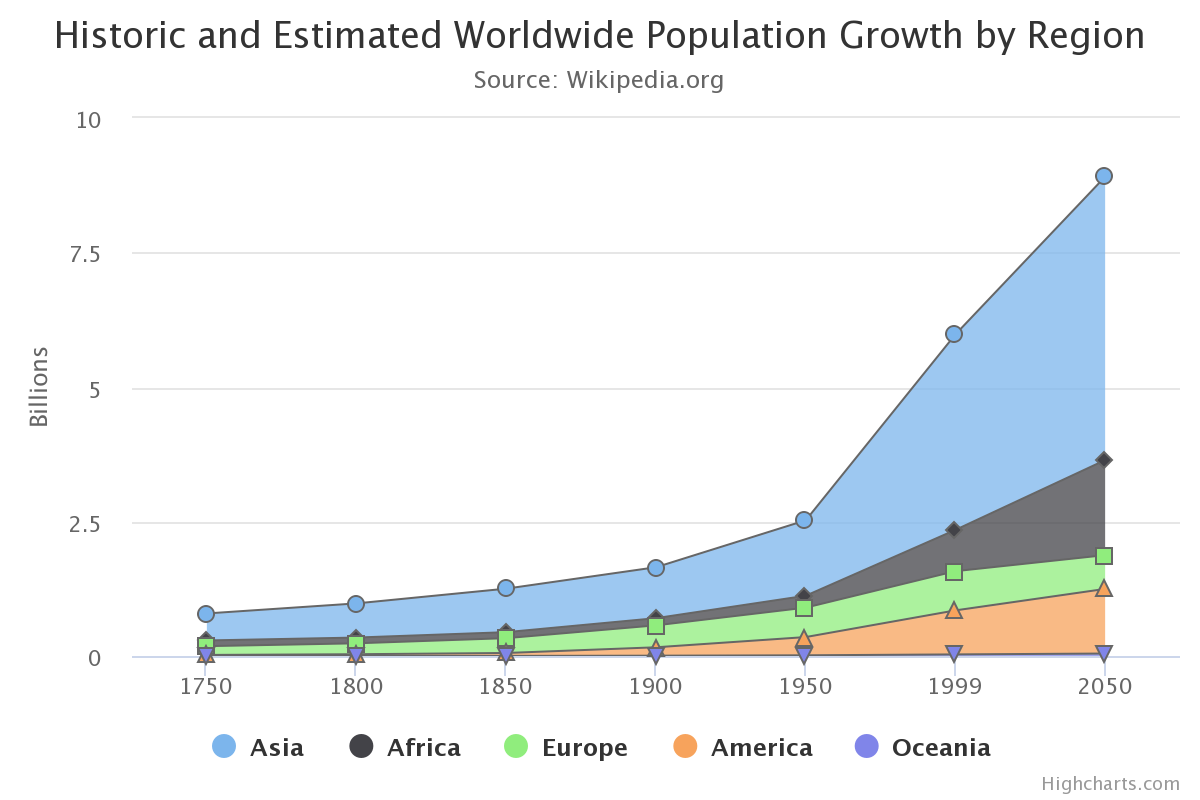 Historic and Estimated Worldwide Population Growth by Region
Source: Wikipedia.org
Billions
10
7.5
5
2.5
0
1750 1800 1850 1900 1950 1999 2050
Asia Africa Europe America Oceania
Highcharts.com